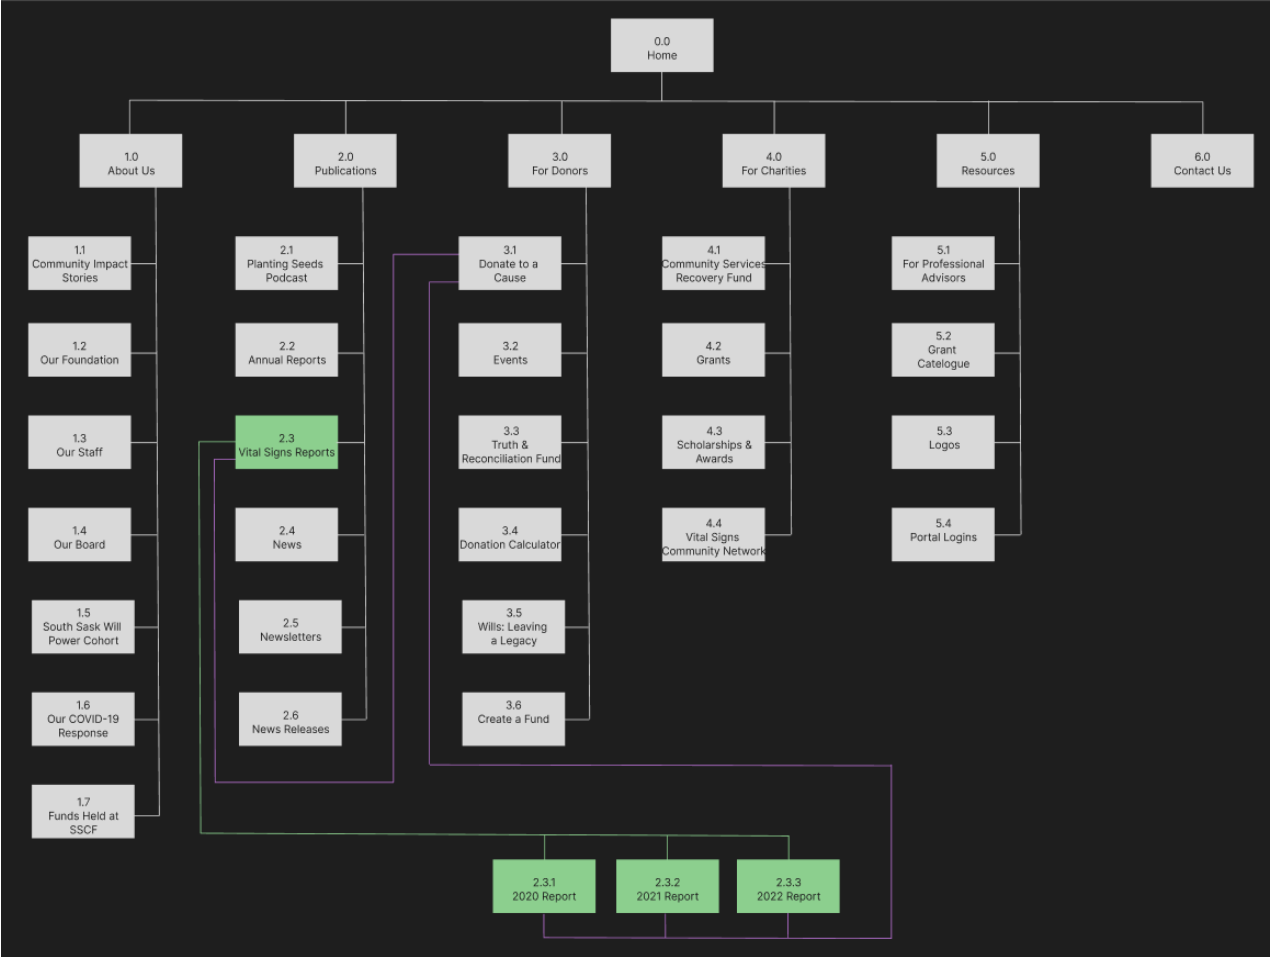 0.0
Home
1.0
About Us
2.0
Publications
3.0
For Donors
4.0
For Charities
5.0
Resources
6.0
Contact Us
1.1
Community Impact
Stories
1.2
Our Foundation
1.3
Our Staff
1.4
Our Board
1.5
South Sask Will
Power Cohort
1.6
Our COVID-19
Response
1.7
Funds Held at
SSCF
2.1
Planting Seeds
Podcast
2.2
Annual Reports
2.3
Vital Signs Reports
2.4
News
2.5
Newsletters
2.6
News Releases
3.1
Donate to a
Cause
3.2
Events
3.3
Truth &
Reconciliation Fund
3.4
Donation Calculator
3.5
Wills: Leaving
a Legacy
3.6
Create a Fund
4.1
Community Services
Recovery Fund
4.2
Grants
4.3
Scholarships &
Awards
4.4
Vital Signs
Community Network
5.1
For Professional
Advisors
5.2
Grant
Catelogue
5.3
Logos
5.4
Portal Logins
2.3.1
2020 Report
2.3.2
2021 Report
2.3.3
2022 Report